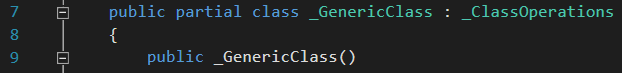 7 public partial class _GenericClass : _ClassOperations
8 {
9 public _GenericClass()